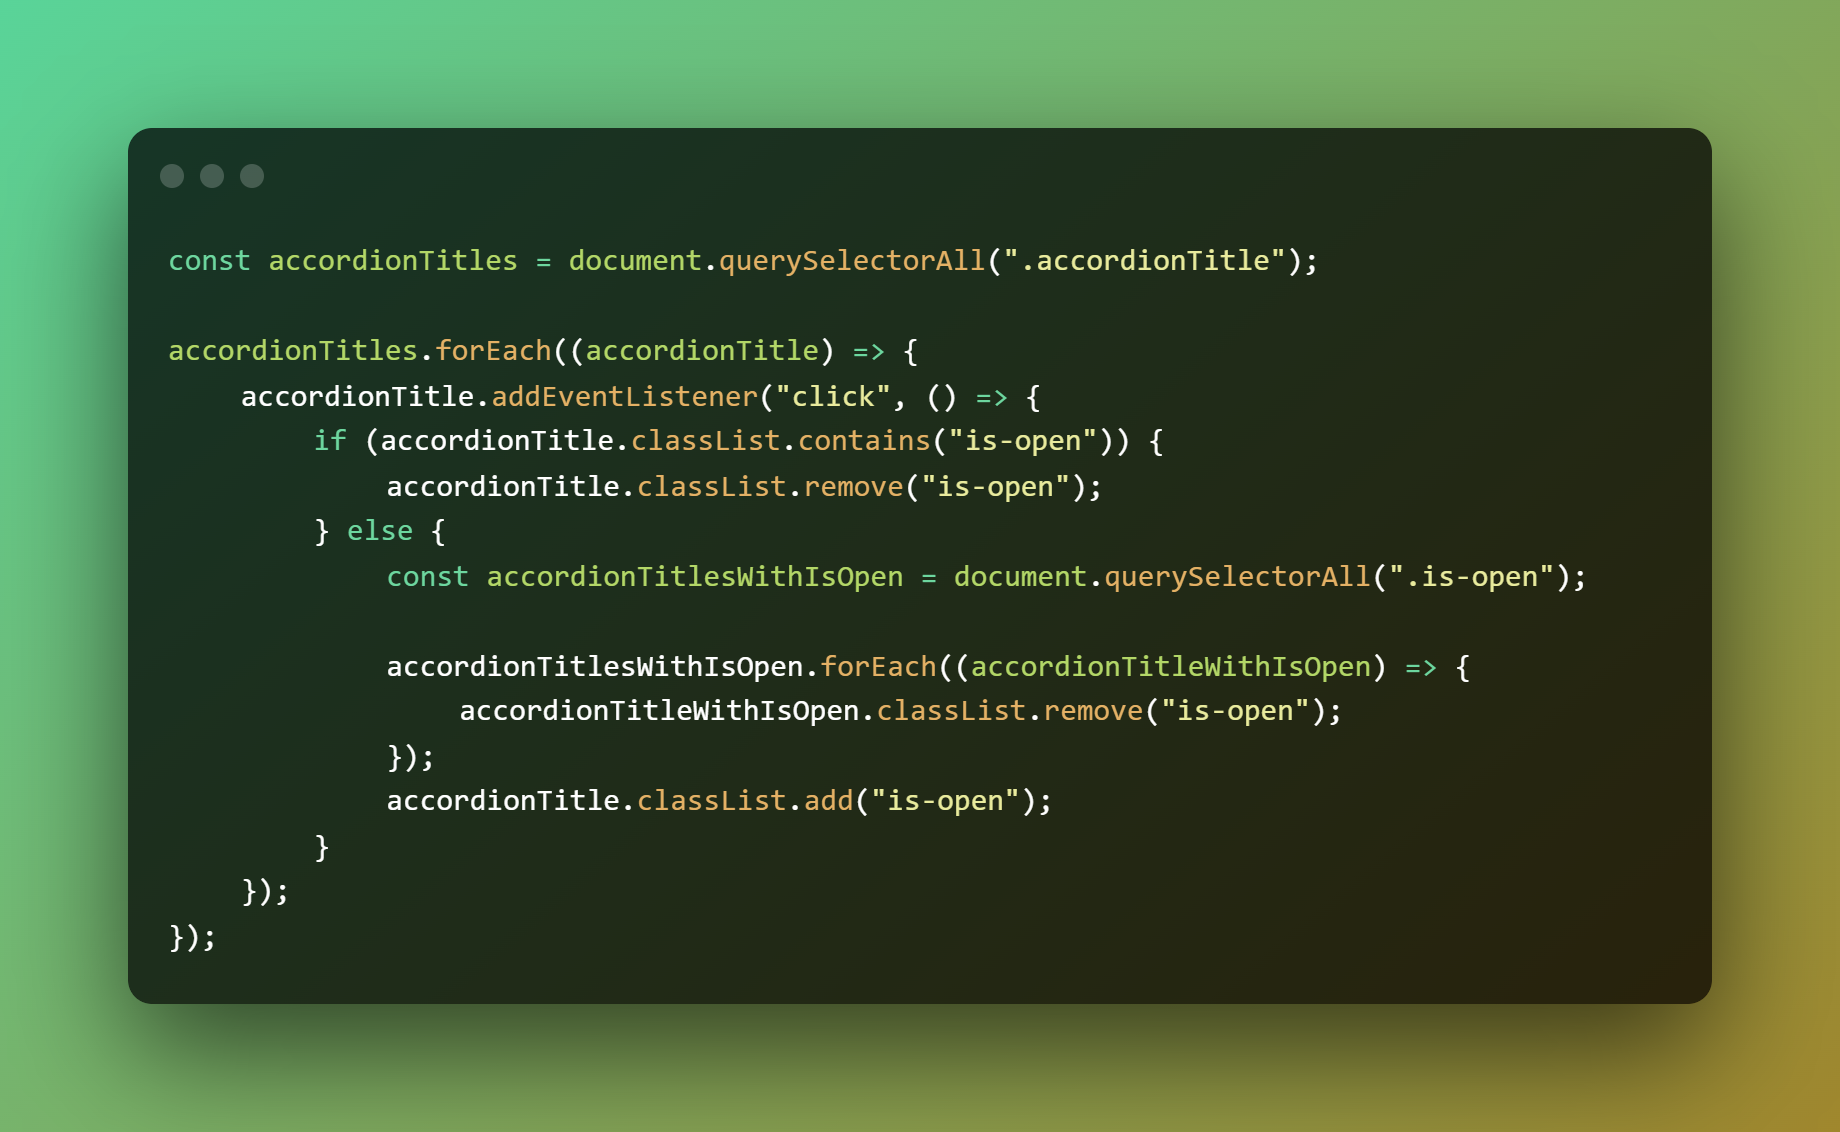 const accordionTitles = document.querySelectorAll(".accordionTitle");
accordionTitles.forEach((accordionTitle) => {
accordionTitle.addEventListener("click", () => {
if (accordionTitle.classList.contains("is-open")) {
accordionTitle.classList.remove("is-open");
} else {
const accordionTitlesWithIsOpen = document.querySelectorAll(".is-open");
accordionTitlesWithIsOpen.forEach((accordionTitleWithIsOpen) => {
accordionTitleWithIsOpen.classList.remove("is-open");
});
accordionTitle.classList.add("is-open");
}
});
});